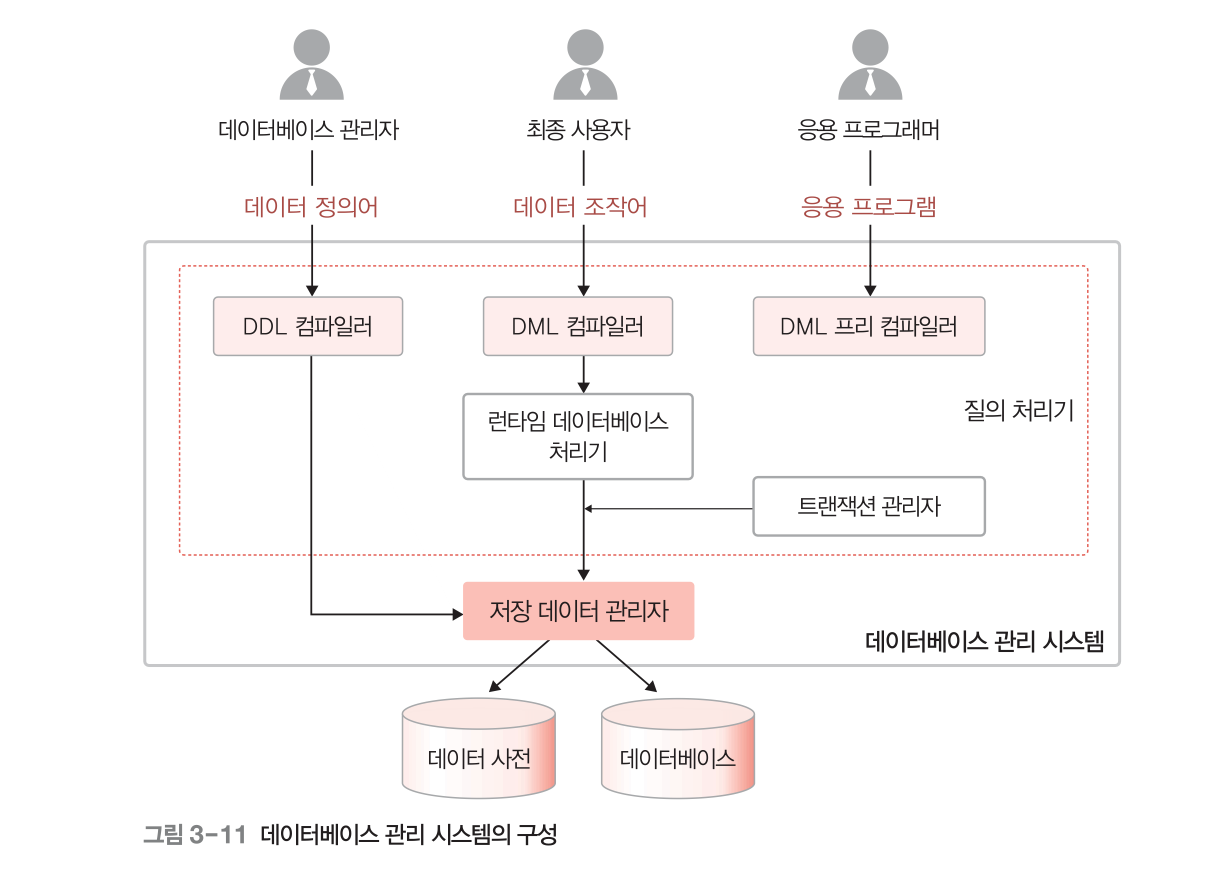 데이터베이스 관리자
최종 사용자
응용 프로그래머
데이터 정의어
데이터 조작어
응용 프로그램
DDL 컴파일러
DML 컴파일러
DML 프리 컴파일러
런타임 데이터베이스
처리기
질의 처리기
트랜잭션 관리자
저장 데이터 관리자
데이터베이스 관리 시스템
데이터 사전
데이터베이스
그림 3-11 데이터베이스 관리 시스템의 구성